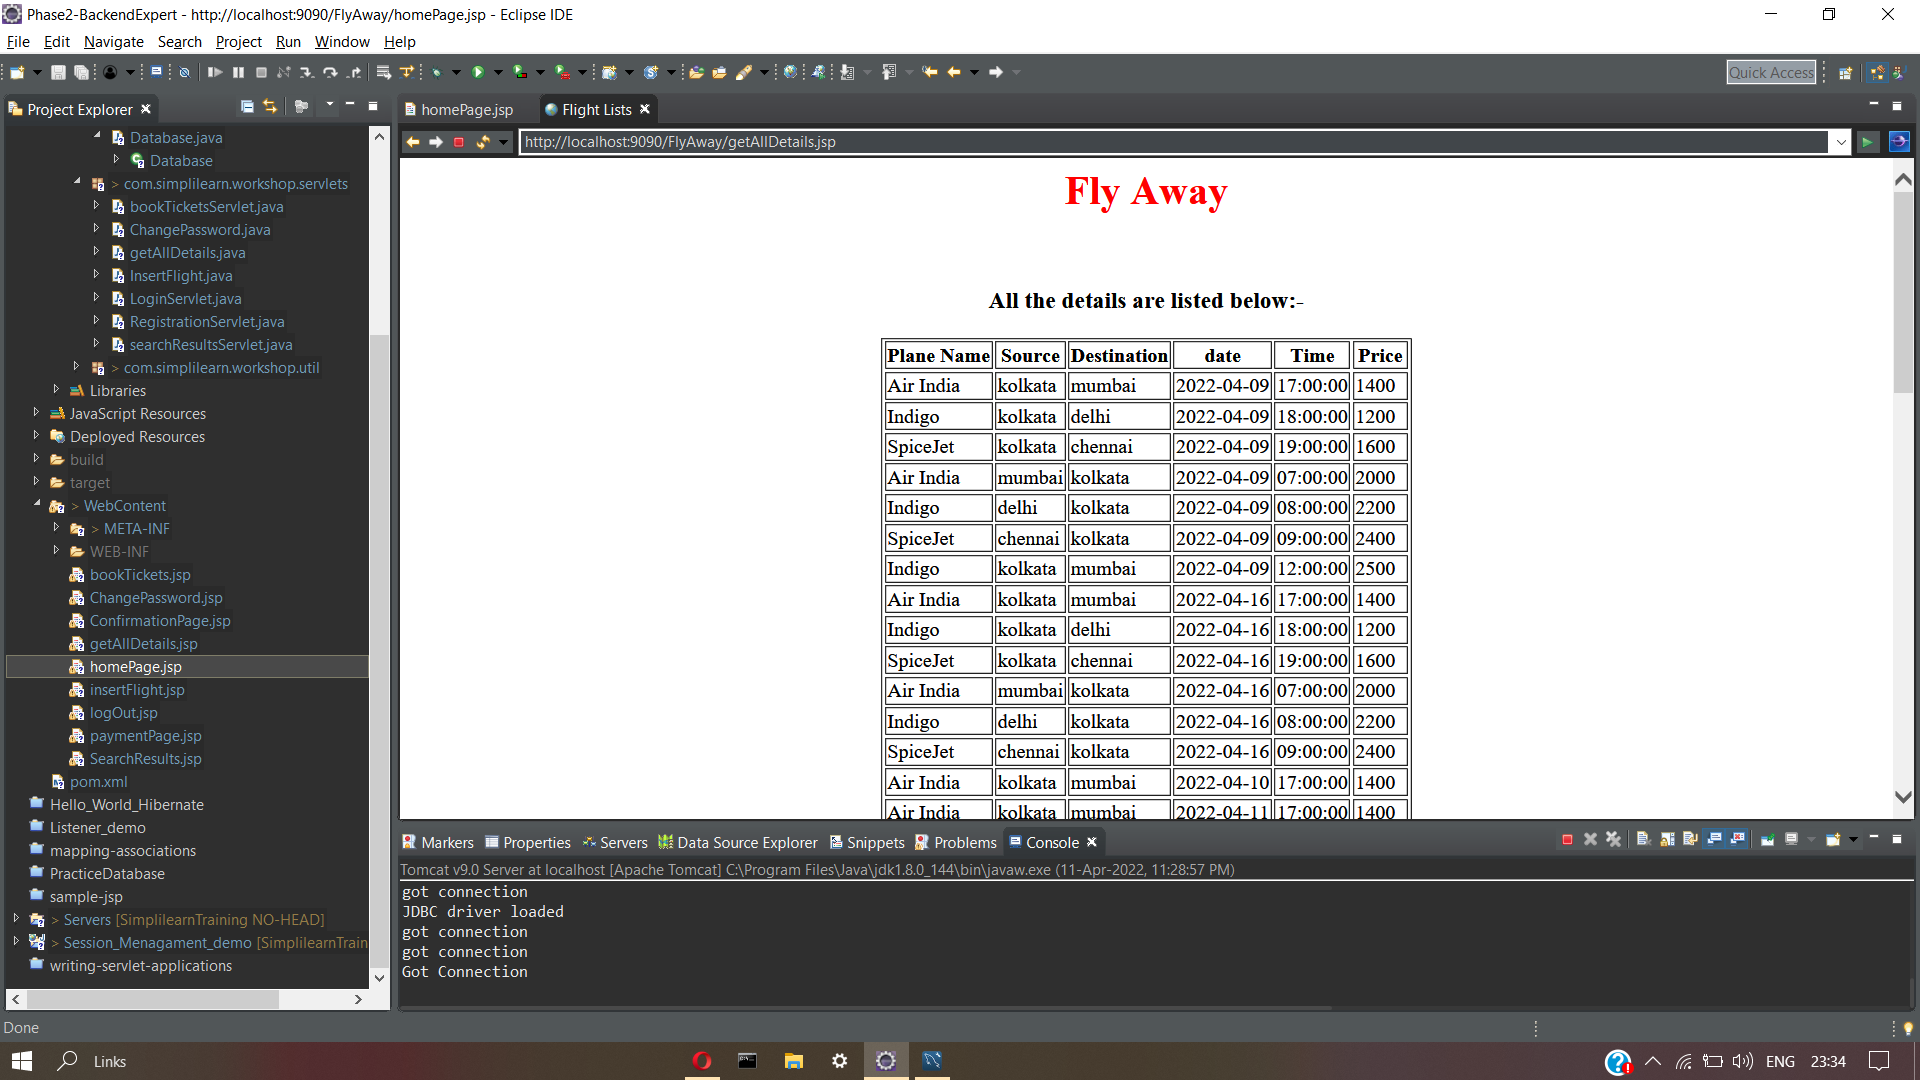 Phase2-BackendExpert - http://localhost:9090/FlyAway/homePage.jsp - Eclipse IDE
File Edit Navigate Search Project Run Window Help
Quick Access
Project Explorer
homePage.jsp
Flight Lists
http://localhost:9090/FlyAway/getAllDetails.jsp
Database.java
Database
> com.simplilearn.workshop.servlets
bookTicketsServlet.java
ChangePassword.java
getAllDetails.java
InsertFlight.java
LoginServlet.java
RegistrationServlet.java
searchResultsServlet.java
> com.simplilearn.workshop.util
Libraries
JavaScript Resources
Deployed Resources
build
target
> WebContent
> META-INF
WEB-INF
bookTickets.jsp
ChangePassword.jsp
ConfirmationPage.jsp
getAllDetails.jsp
homePage.jsp
insertFlight.jsp
logOut.jsp
paymentPage.jsp
SearchResults.jsp
pom.xml
Hello_World_Hibernate
Listener_demo
mapping-associations
PracticeDatabase
sample-jsp
> Servers [SimplilearnTraining NO-HEAD]
> Session_Menagament_demo [SimplilearnTrain
writing-servlet-applications
Fly Away
All the details are listed below:-
Plane Name Source Destination date Time Price
Air India kolkata mumbai 2022-04-09 17:00:00 1400
Indigo kolkata delhi 2022-04-09 18:00:00 1200
SpiceJet kolkata chennai 2022-04-09 19:00:00 1600
Air India mumbai kolkata 2022-04-09 07:00:00 2000
Indigo delhi kolkata 2022-04-09 08:00:00 2200
SpiceJet chennai kolkata 2022-04-09 09:00:00 2400
Indigo kolkata mumbai 2022-04-09 12:00:00 2500
Air India kolkata mumbai 2022-04-16 17:00:00 1400
Indigo kolkata delhi 2022-04-16 18:00:00 1200
SpiceJet kolkata chennai 2022-04-16 19:00:00 1600
Air India mumbai kolkata 2022-04-16 07:00:00 2000
Indigo delhi kolkata 2022-04-16 08:00:00 2200
SpiceJet chennai kolkata 2022-04-16 09:00:00 2400
Air India kolkata mumbai 2022-04-10 17:00:00 1400
Air India kolkata mumbai 2022-04-11 17:00:00 1400
Markers Properties Servers Data Source Explorer Snippets Problems Console
Tomcat v9.0 Server at localhost [Apache Tomcat] C:\Program Files\Java\jdk1.8.0_144\bin\javaw.exe (11-Apr-2022, 11:28:57 PM)
got connection
JDBC driver loaded
got connection
got connection
Got Connection
Done
Links
ENG 23:34